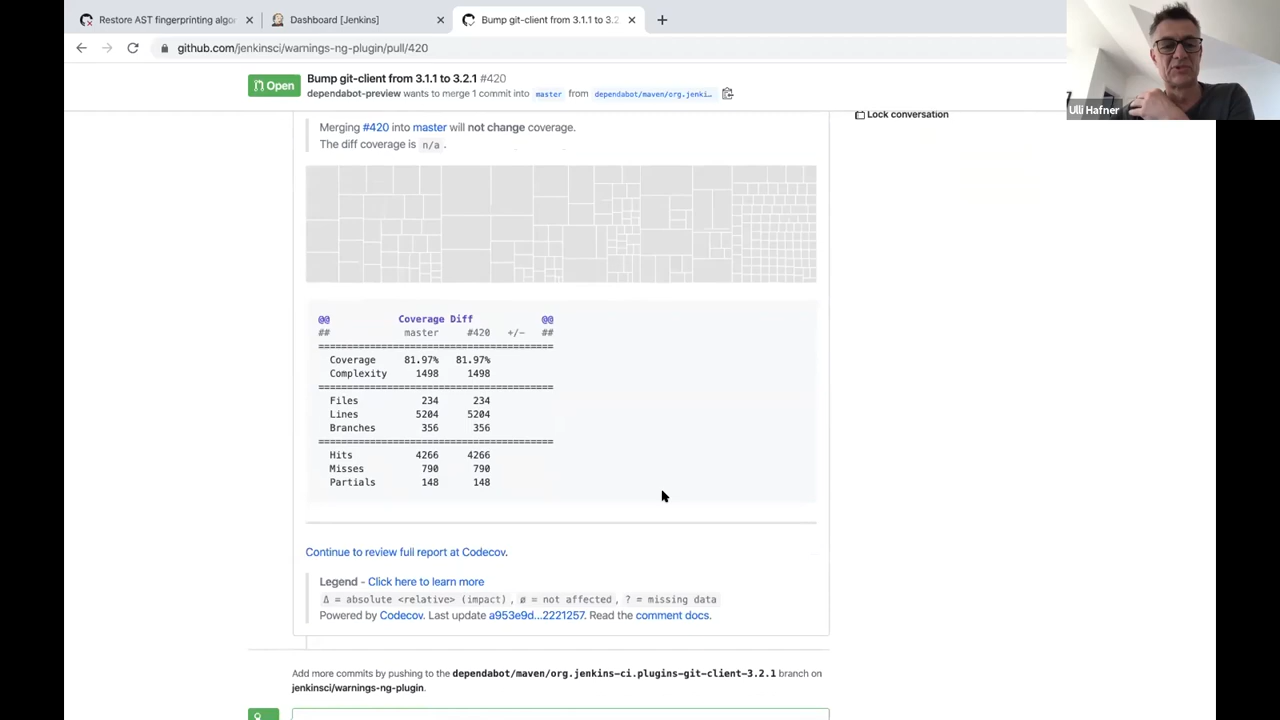 Restore AST fingerprinting algor
Dashboard [Jenkins]
Bump git-client from 3.1.1 to 3.2
github.com/jenkinsci/warnings-ng-plugin/pull/420
Ulli Hafner
Open
Bump git-client from 3.1.1 to 3.2.1 #420
dependabot-preview wants to merge 1 commit into master from dependabot/maven/org.jenki…
Lock conversation
Merging #420 into master will not change coverage.
The diff coverage is n/a.
@@ Coverage Diff @@
## master #420 +/- ##
===========================================
Coverage 81.97% 81.97%
Complexity 1498 1498
===========================================
Files 234 234
Lines 5204 5204
Branches 356 356
===========================================
Hits 4266 4266
Misses 790 790
Partials 148 148
Continue to review full report at Codecov.
Legend - Click here to learn more
Δ = absolute <relative> (impact), ø = not affected, ? = missing data
Powered by Codecov. Last update a953e9d...2221257. Read the comment docs.
Add more commits by pushing to the dependabot/maven/org.jenkins-ci.plugins-git-client-3.2.1 branch on
jenkinsci/warnings-ng-plugin.